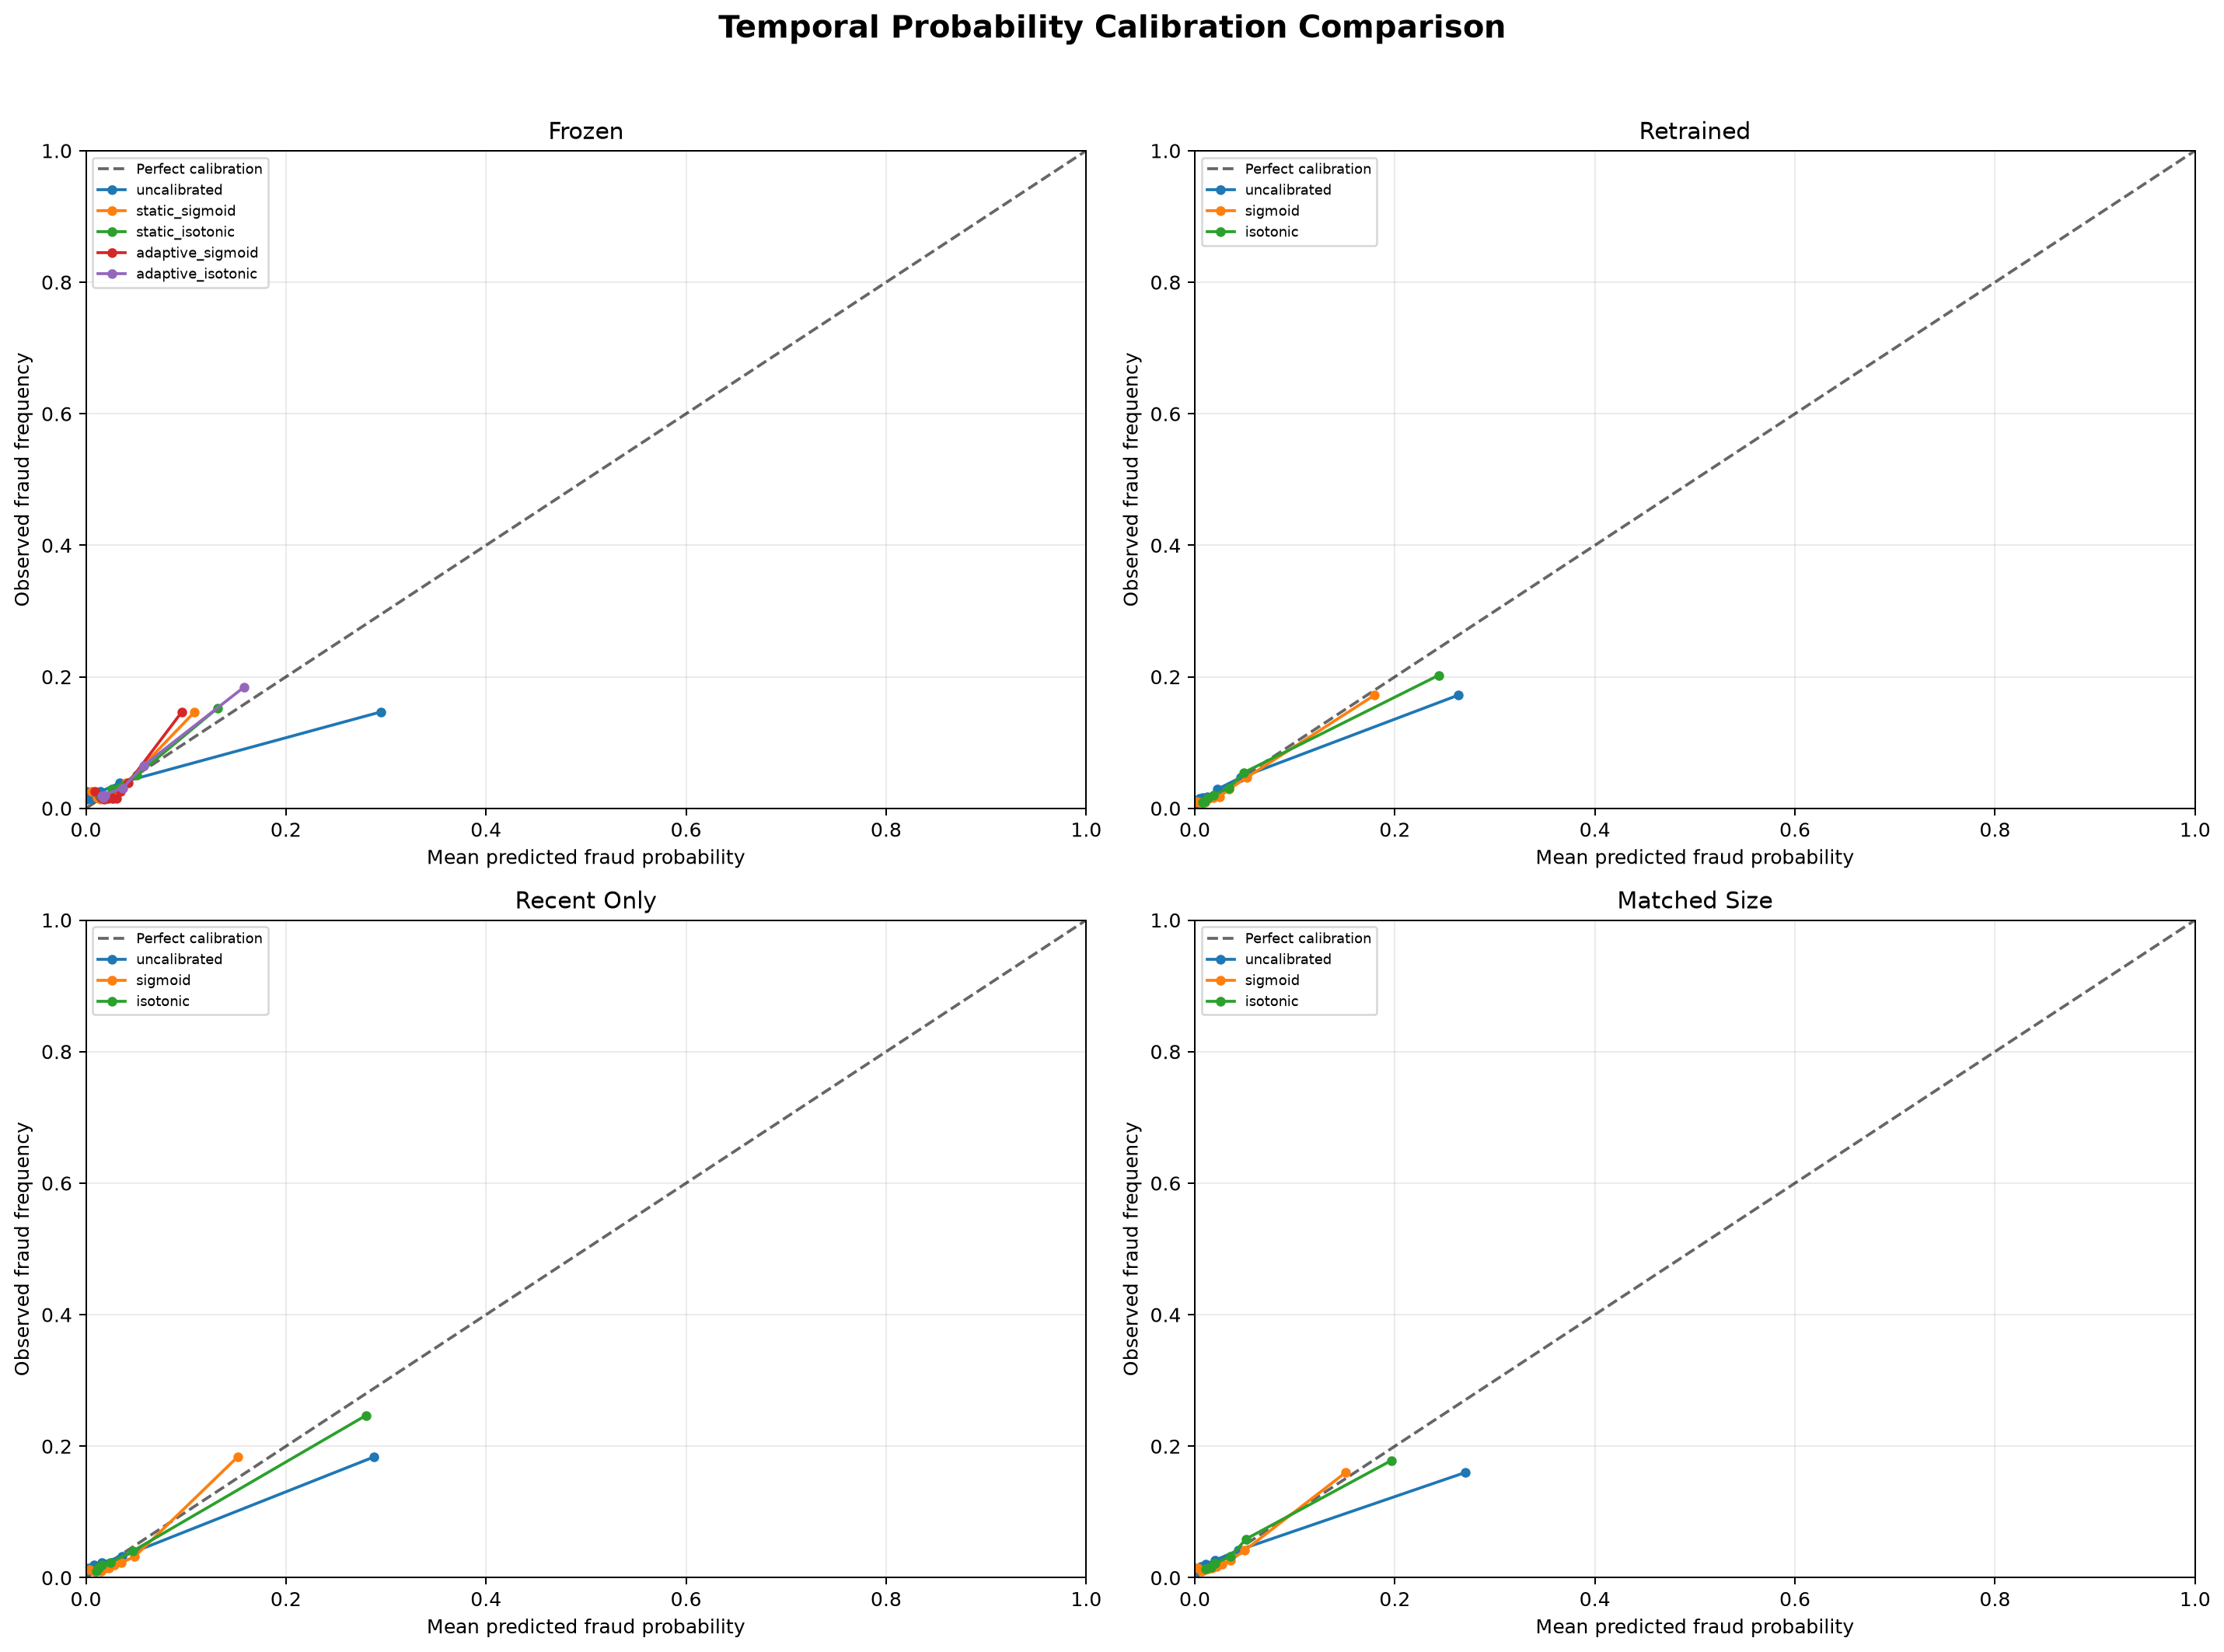 Temporal Probability Calibration Comparison
Frozen
1.0
0.8
0.6
0.4
0.2
0.0
Observed fraud frequency
Perfect calibration
uncalibrated
static_sigmoid
static_isotonic
adaptive_sigmoid
adaptive_isotonic
0.0 0.2 0.4 0.6 0.8 1.0
Mean predicted fraud probability
Retrained
1.0
0.8
0.6
0.4
0.2
0.0
Observed fraud frequency
Perfect calibration
uncalibrated
sigmoid
isotonic
0.0 0.2 0.4 0.6 0.8 1.0
Mean predicted fraud probability
Recent Only
1.0
0.8
0.6
0.4
0.2
0.0
Observed fraud frequency
Perfect calibration
uncalibrated
sigmoid
isotonic
0.0 0.2 0.4 0.6 0.8 1.0
Mean predicted fraud probability
Matched Size
1.0
0.8
0.6
0.4
0.2
0.0
Observed fraud frequency
Perfect calibration
uncalibrated
sigmoid
isotonic
0.0 0.2 0.4 0.6 0.8 1.0
Mean predicted fraud probability